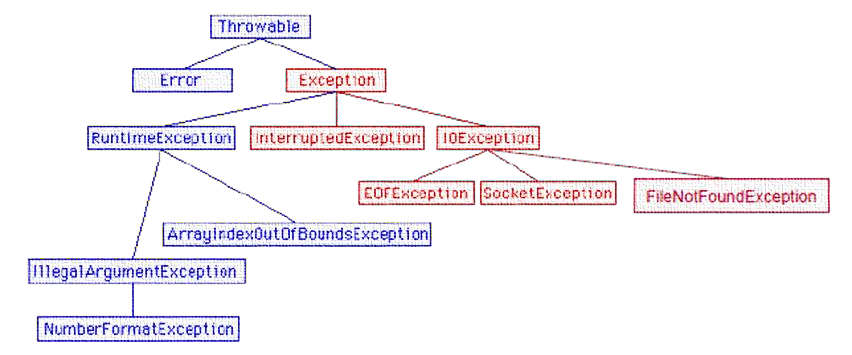 Throwable
Error
Exception
RuntimeException
InterruptedException
IOException
EOFException
SocketException
FileNotFoundException
ArrayIndexOutOfBoundsException
IllegalArgumentException
NumberFormatException